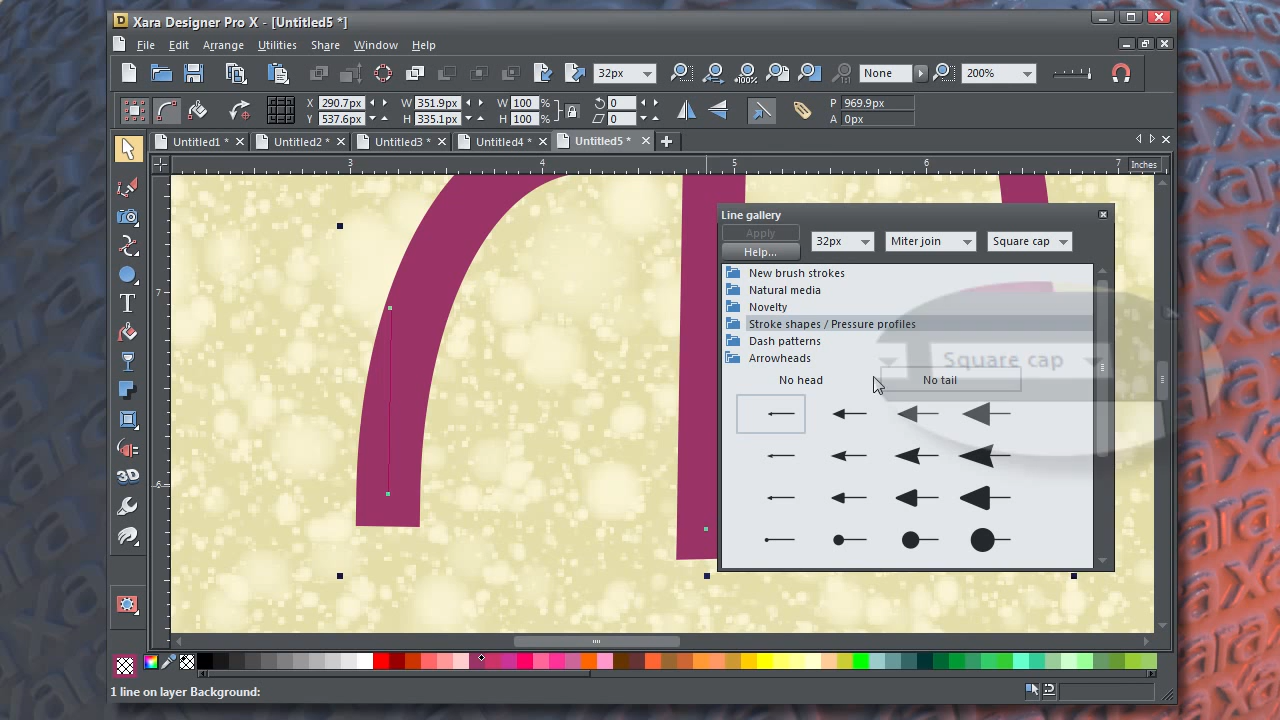 Xara Designer Pro X - [Untitled5 *]
File Edit Arrange Utilities Share Window Help
32px None 200%
X 290.7px W 351.9px W 100 % 0 P 969.9px
Y 537.6px H 335.1px H 100 % 0 A 0px
Untitled1 * Untitled2 * Untitled3 * Untitled4 * Untitled5 *
3 4 5 6 7 Inches
7
6
Line gallery
Apply
Help...
32px Miter join Square cap
New brush strokes
Natural media
Novelty
Stroke shapes / Pressure profiles
Dash patterns
Arrowheads
Square cap
No head No tail
T
3D
1 line on layer Background: